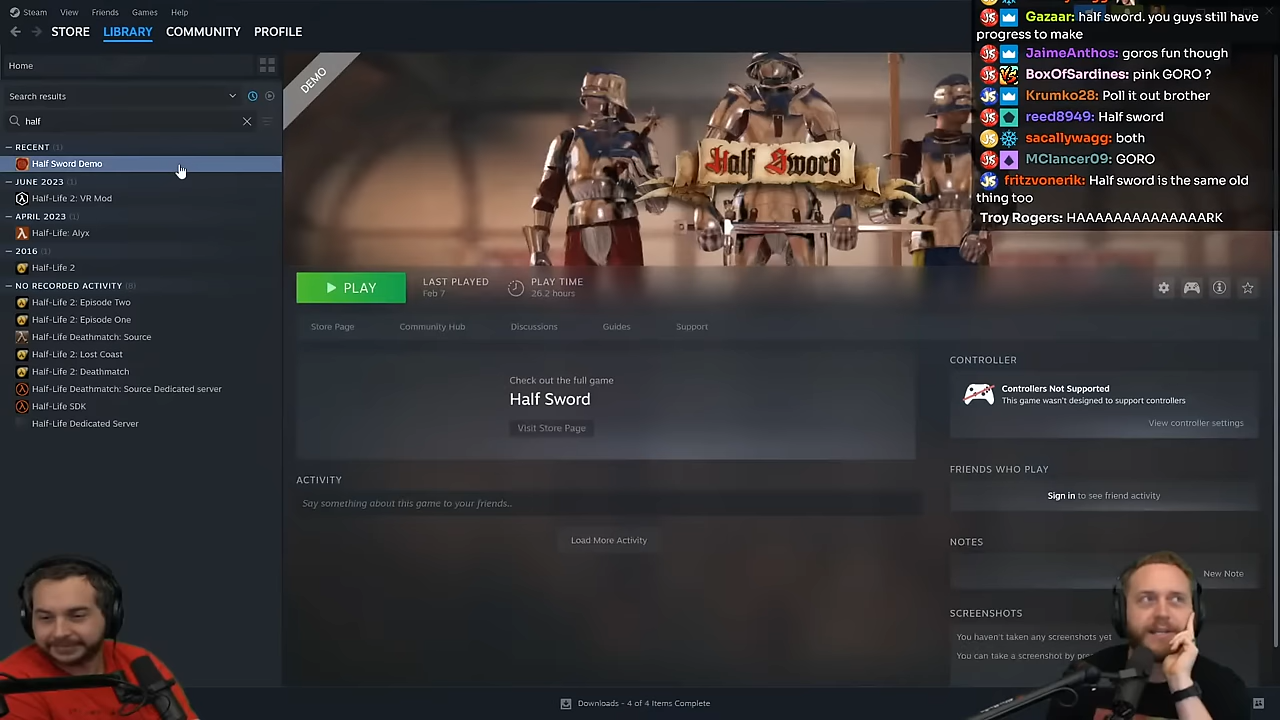 Steam View Friends Games Help
STORE LIBRARY COMMUNITY PROFILE
Home
Search results
half
RECENT (1)
Half Sword Demo
JUNE 2023 (1)
Half-Life 2: VR Mod
APRIL 2023 (1)
Half-Life: Alyx
2016 (1)
Half-Life 2
NO RECORDED ACTIVITY (8)
Half-Life 2: Episode Two
Half-Life 2: Episode One
Half-Life Deathmatch: Source
Half-Life 2: Lost Coast
Half-Life 2: Deathmatch
Half-Life Deathmatch: Source Dedicated server
Half-Life SDK
Half-Life Dedicated Server
DEMO
Half Sword
PLAY
LAST PLAYED
Feb 7
PLAY TIME
26.2 hours
Store Page Community Hub Discussions Guides Support
Check out the full game
Half Sword
Visit Store Page
ACTIVITY
Say something about this game to your friends..
Load More Activity
CONTROLLER
Controllers Not Supported
This game wasn't designed to support controllers
View controller settings
FRIENDS WHO PLAY
Sign in to see friend activity
NOTES
New Note
SCREENSHOTS
You haven't taken any screenshots yet
You can take a screenshot by
Downloads - 4 of 4 Items Complete
Gazaar: half sword. you guys still have
progress to make
JaimeAnthos: goros fun though
BoxOfSardines: pink GORO ?
Krumko28: Poll it out brother
reed8949: Half sword
sacallywagg: both
MClancer09: GORO
fritzvonerik: Half sword is the same old
thing too
Troy Rogers: HAAAAAAAAAAAAARK